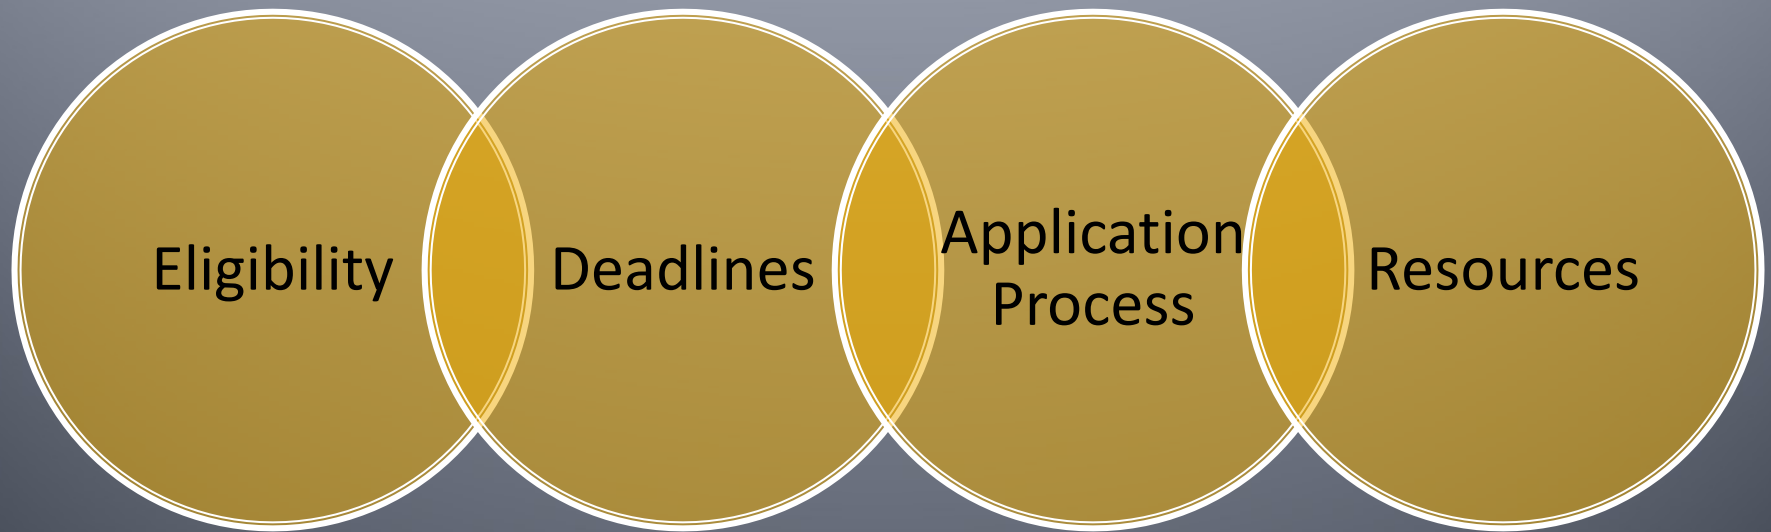 Eligibility
Deadlines
Application
Process
Resources